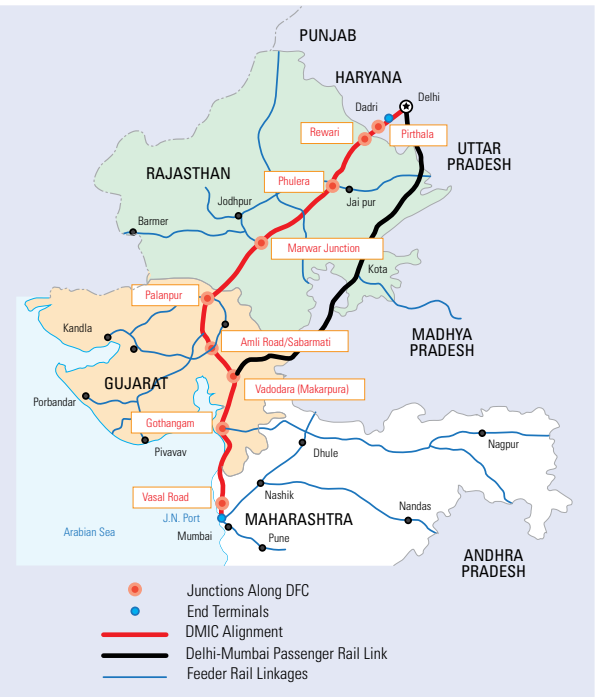 PUNJAB
HARYANA
Delhi
Dadri
Rewari
Pirthala
UTTAR
PRADESH
RAJASTHAN
Phulera
Jodhpur
Jai pur
Barmer
Marwar Junction
Kota
Palanpur
Kandla
Amli Road/Sabarmati
MADHYA
PRADESH
GUJARAT
Vadodara (Makarpura)
Porbandar
Gothangam
Pivavav
Dhule
Nagpur
Vasal Road
Nashik
Nandas
J.N. Port
MAHARASHTRA
Arabian Sea
Mumbai
Pune
ANDHRA
PRADESH
Junctions Along DFC
End Terminals
DMIC Alignment
Delhi-Mumbai Passenger Rail Link
Feeder Rail Linkages